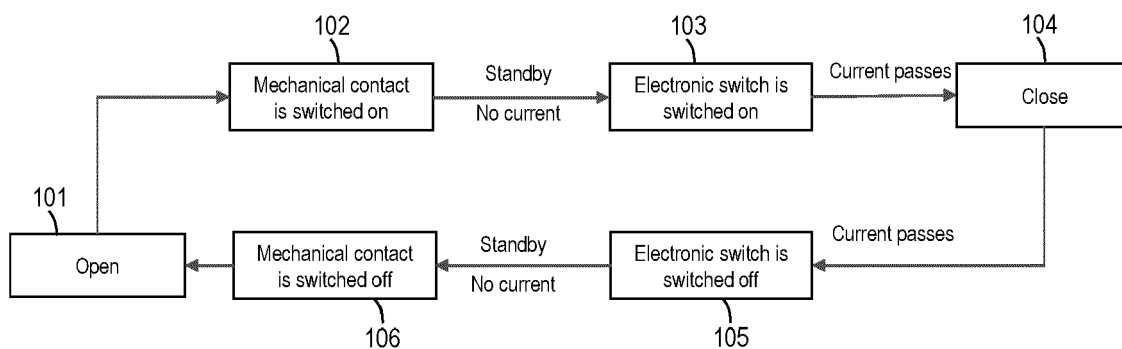 102
103
104
Mechanical contact
is switched on
Standby
No current
Electronic switch is
switched on
Current passes
Close
101
Open
Mechanical contact
is switched off
Standby
No current
Electronic switch is
switched off
Current passes
106
105